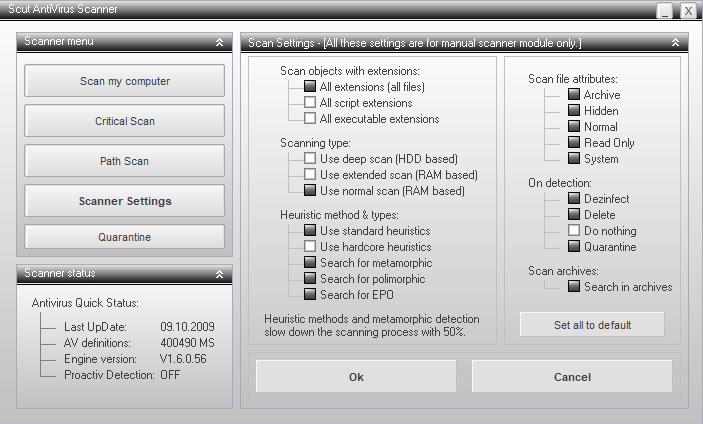 Scut AntiVirus Scanner
_ X
Scanner menu
Scan my computer
Critical Scan
Path Scan
Scanner Settings
Quarantine
Scanner status
Antivirus Quick Status:
Last UpDate: 09.10.2009
AV definitions: 400490 MS
Engine version: V1.6.0.56
Proactiv Detection: OFF
Scan Settings - [All these settings are for manual scanner module only.]
Scan objects with extensions:
All extensions (all files)
All script extensions
All executable extensions
Scanning type:
Use deep scan (HDD based)
Use extended scan (RAM based)
Use normal scan (RAM based)
Heuristic method & types:
Use standard heuristics
Use hardcore heuristics
Search for metamorphic
Search for polimorphic
Search for EPO
Heuristic methods and metamorphic detection
slow down the scanning process with 50%.
Scan file attributes:
Archive
Hidden
Normal
Read Only
System
On detection:
Dezinfect
Delete
Do nothing
Quarantine
Scan archives:
Search in archives
Set all to default
Ok
Cancel